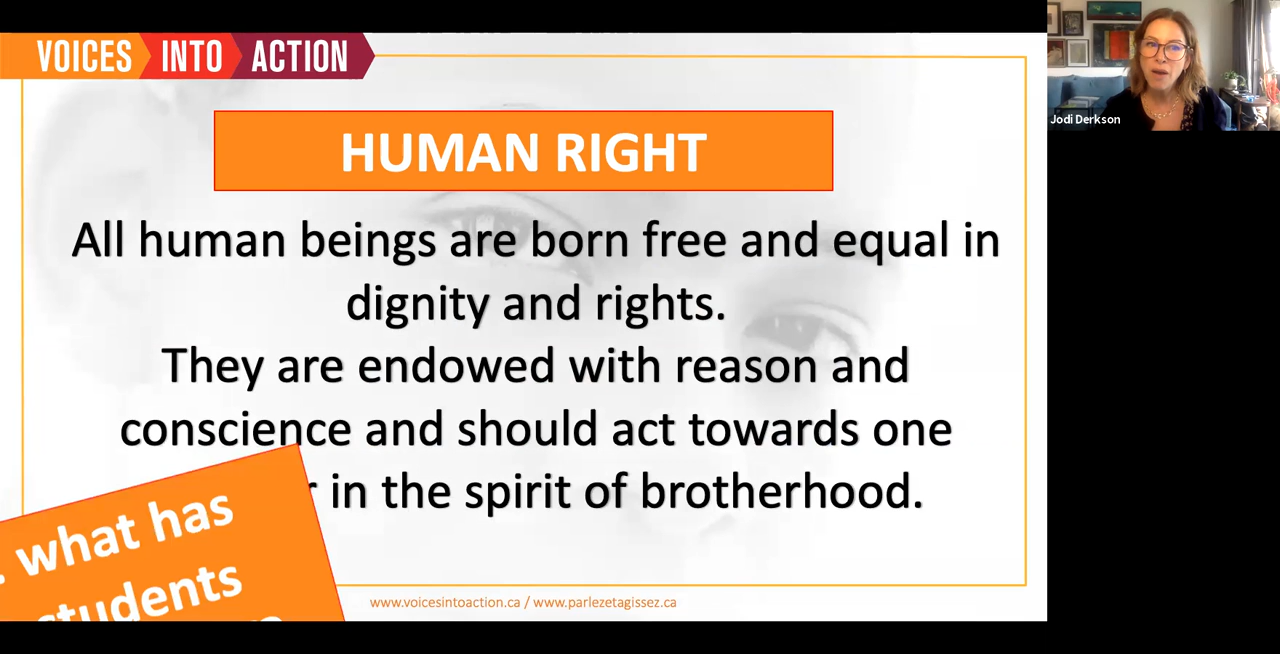 VOICES INTO ACTION
Jodi Derkson
HUMAN RIGHT
All human beings are born free and equal in
dignity and rights.
They are endowed with reason and
conscience and should act towards one
r in the spirit of brotherhood.
what has
students
www.voicesintoaction.ca / www.parlezetagissez.ca